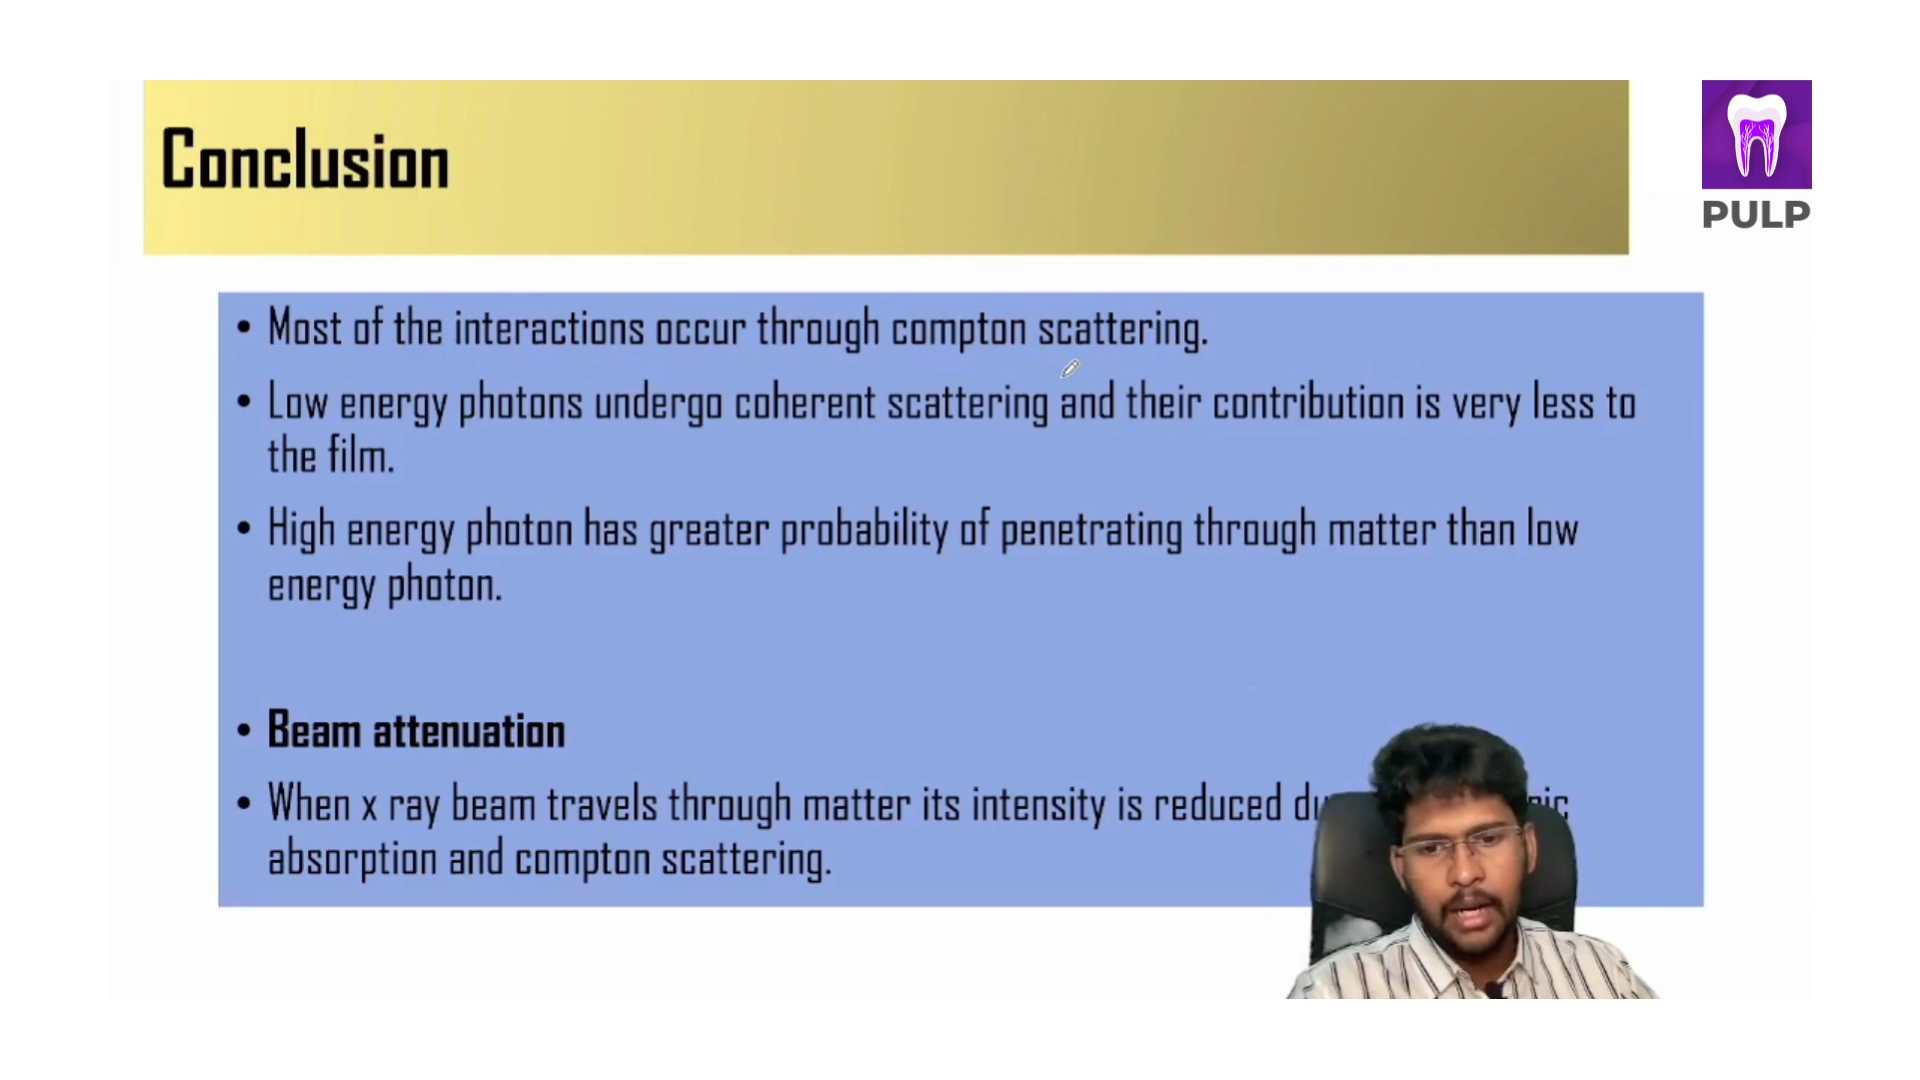 Conclusion
PULP
• Most of the interactions occur through compton scattering.
• Low energy photons undergo coherent scattering and their contribution is very less to
the film.
• High energy photon has greater probability of penetrating through matter than low
energy photon.
• Beam attenuation
• When x ray beam travels through matter its intensity is reduced
absorption and compton scattering.